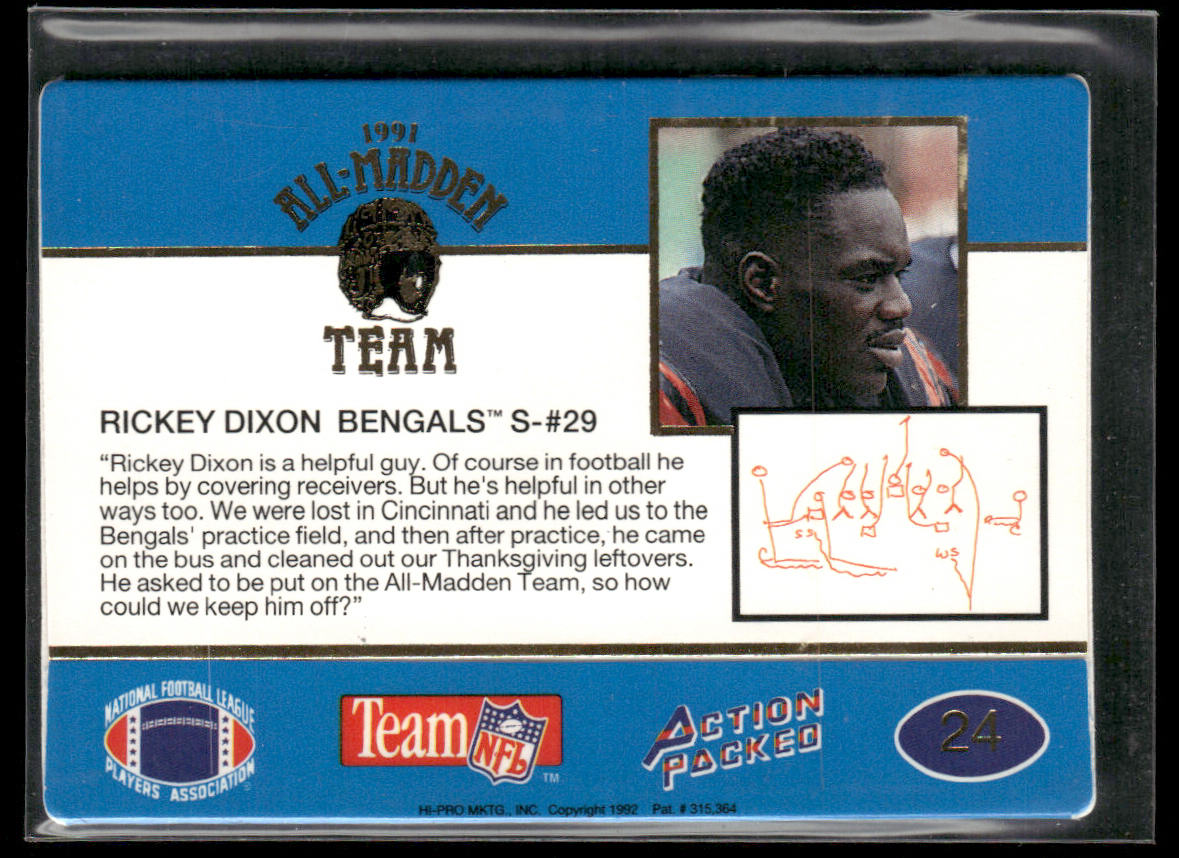 1991
ALL-MADDEN
TEAM
RICKEY DIXON BENGALS™ S-#29
“Rickey Dixon is a helpful guy. Of course in football he
helps by covering receivers. But he's helpful in other
ways too. We were lost in Cincinnati and he led us to the
Bengals' practice field, and then after practice, he came
on the bus and cleaned out our Thanksgiving leftovers.
He asked to be put on the All-Madden Team, so how
could we keep him off?”
SS
WS
C
C
NATIONAL FOOTBALL LEAGUE
PLAYERS ASSOCIATION
Team NFL ™
ACTION
PACKED
24
HI-PRO MKTG., INC. Copyright 1992 Pat. # 315,364